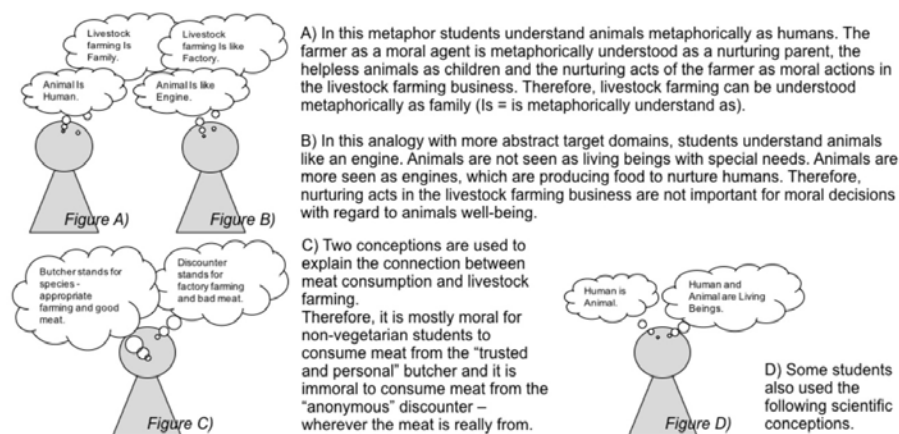 Livestock
farming Is
Family.
Livestock
farming Is like
Factory.
Animal Is
Human.
Animal Is like
Engine.
Figure A)
Figure B)
A) In this metaphor students understand animals metaphorically as humans. The
farmer as a moral agent is metaphorically understood as a nurturing parent, the
helpless animals as children and the nurturing acts of the farmer as moral actions in
the livestock farming business. Therefore, livestock farming can be understood
metaphorically as family (Is = is metaphorically understand as).
B) In this analogy with more abstract target domains, students understand animals
like an engine. Animals are not seen as living beings with special needs. Animals are
more seen as engines, which are producing food to nurture humans. Therefore,
nurturing acts in the livestock farming business are not important for moral decisions
with regard to animals well-being.
Butcher stands for
species -
appropriate
farming and good
meat.
Discounter
stands for
factory farming
and bad meat.
Figure C)
C) Two conceptions are used to
explain the connection between
meat consumption and livestock
farming.
Therefore, it is mostly moral for
non-vegetarian students to
consume meat from the “trusted
and personal” butcher and it is
immoral to consume meat from the
“anonymous” discounter –
wherever the meat is really from.
Human is
Animal.
Human and
Animal are Living
Beings.
Figure D)
D) Some students
also used the
following scientific
conceptions.